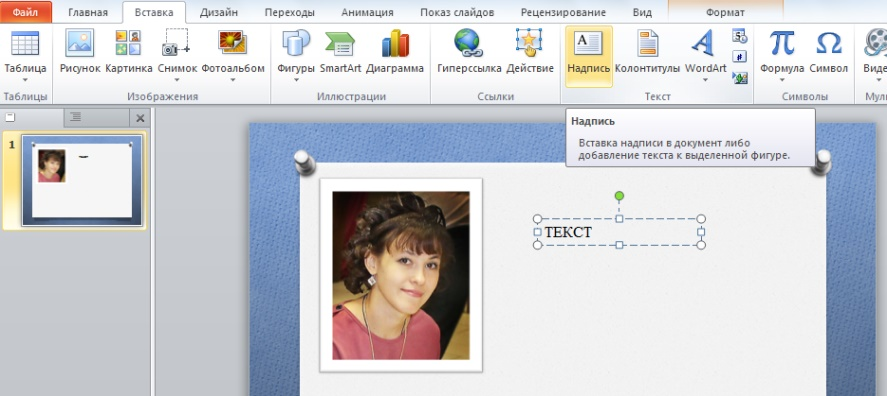 Файл Главная Вставка Дизайн Переходы Анимация Показ слайдов Рецензирование Вид Формат
Таблица Рисунок Картинка Снимок Фотоальбом Фигуры SmartArt Диаграмма Гиперссылка Действие Надпись Колонтитулы WordArt Формула Символ Виде
Таблицы Изображения Иллюстрации Ссылки Текст Символы Мул
1
Надпись
Вставка надписи в документ либо
добавление текста к выделенной фигуре.
ТЕКСТ